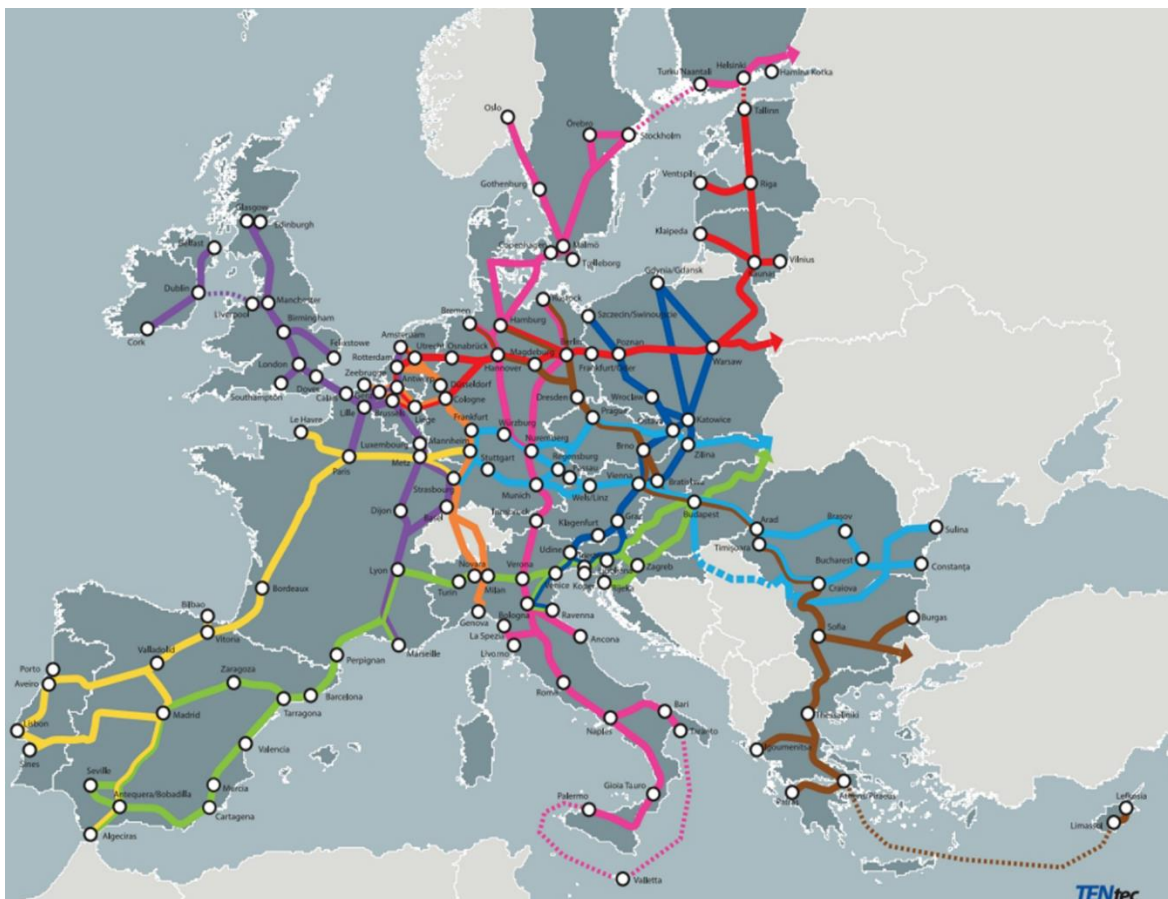 Helsinki
Turku Naantali
Hamina Kotka
Oslo
Tallinn
Örebro
Stockholm
Ventspils
Riga
Gothenburg
Glasgow
Edinburgh
Klaipeda
Belfast
Copenhagen
Malmö
Trelleborg
Kaunas
Vilnius
Gdynia/Gdansk
Dublin
Liverpool
Manchester
Rostock
Cork
Birmingham
Bremen
Hamburg
Szczecin/Swinoujscie
Felixstowe
Amsterdam
Utrecht
Osnabrück
Magdeburg
Berlin
Poznan
London
Rotterdam
Hannover
Frankfurt/Oder
Warsaw
Zeebrugge
Antwerp
Düsseldorf
Southampton
Dover
Calais
Cologne
Dresden
Wroclaw
Lille
Brussels
Liege
Prague
Le Havre
Frankfurt
Würzburg
Katowice
Luxembourg
Mannheim
Nuremberg
Brno
Zilina
Paris
Metz
Stuttgart
Regensburg
Passau
Strasbourg
Munich
Wels/Linz
Vienna
Bratislava
Dijon
Basel
Innsbruck
Klagenfurt
Graz
Budapest
Arad
Brasov
Sulina
Udine
Timișoara
Lyon
Novara
Verona
Zagreb
Bucharest
Constanța
Turin
Milan
Venice
Koper
Rijeka
Craiova
Bordeaux
Genova
Bologna
Ravenna
Bilbao
Vitoria
La Spezia
Ancona
Sofia
Burgas
Livorno
Marseille
Valladolid
Perpignan
Porto
Aveiro
Zaragoza
Roma
Barcelona
Tarragona
Madrid
Bari
Thessaloniki
Lisbon
Naples
Taranto
Sines
Valencia
Igoumenitsa
Seville
Murcia
Gioia Tauro
Patras
Athens/Piraeus
Antequera/Bobadilla
Palermo
Lefkosia
Cartagena
Limassol
Algeciras
Valletta
TENtec